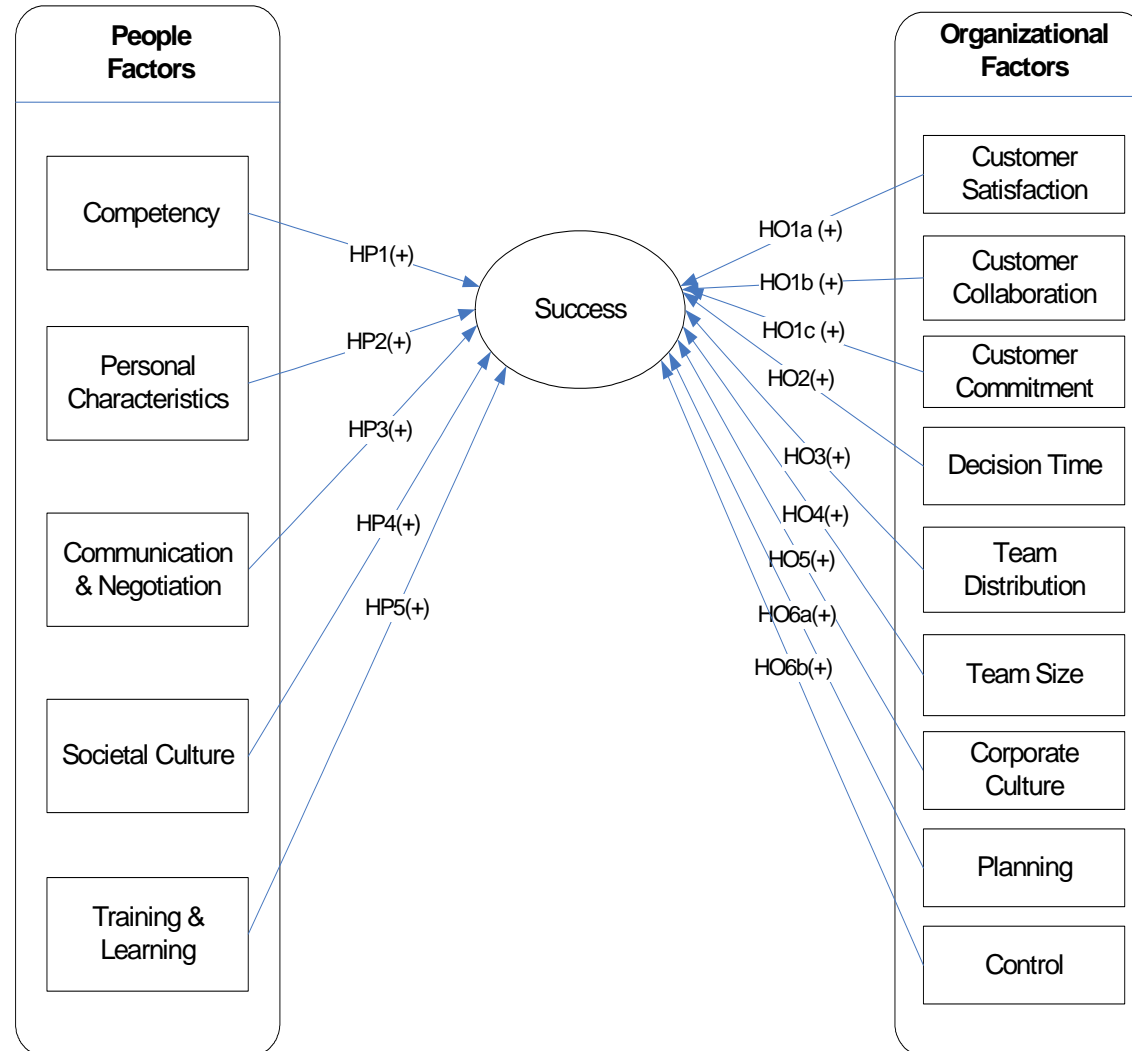 People
Factors
Competency
Personal
Characteristics
Communication
& Negotiation
Societal Culture
Training &
Learning
HP1(+)
HP2(+)
HP3(+)
HP4(+)
HP5(+)
Success
HO1a (+)
HO1b (+)
HO1c (+)
HO2(+)
HO3(+)
HO4(+)
HO5(+)
HO6a(+)
HO6b(+)
Organizational
Factors
Customer
Satisfaction
Customer
Collaboration
Customer
Commitment
Decision Time
Team
Distribution
Team Size
Corporate
Culture
Planning
Control